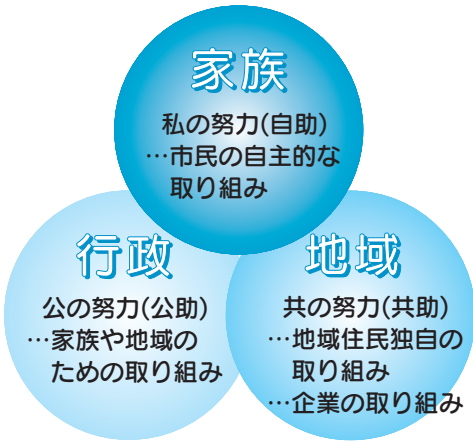 家族
私の努力(自助)
…市民の自主的な
取り組み
行政
公の努力(公助)
…家族や地域の
ための取り組み
地域
共の努力(共助)
…地域住民独自の
取り組み
…企業の取り組み